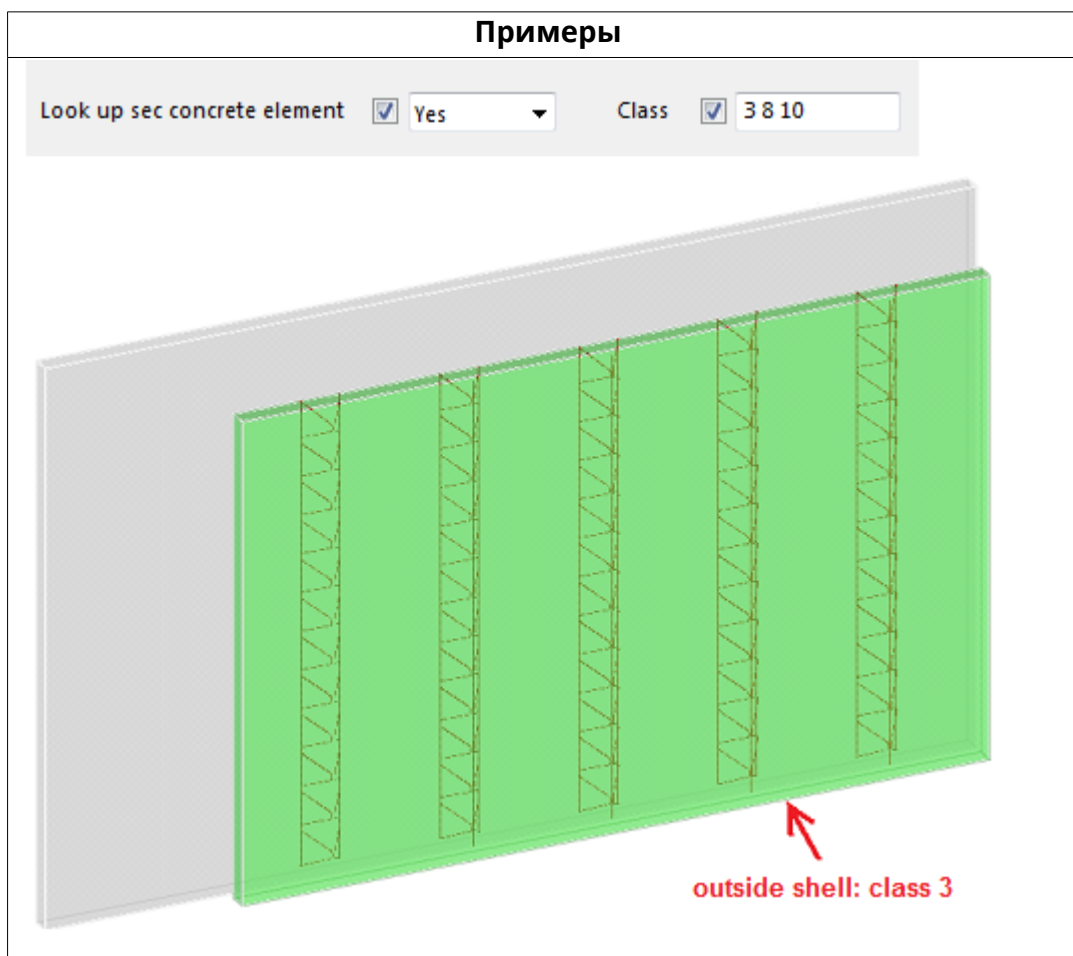 Примеры
Look up sec concrete element Yes Class 3 8 10
outside shell: class 3